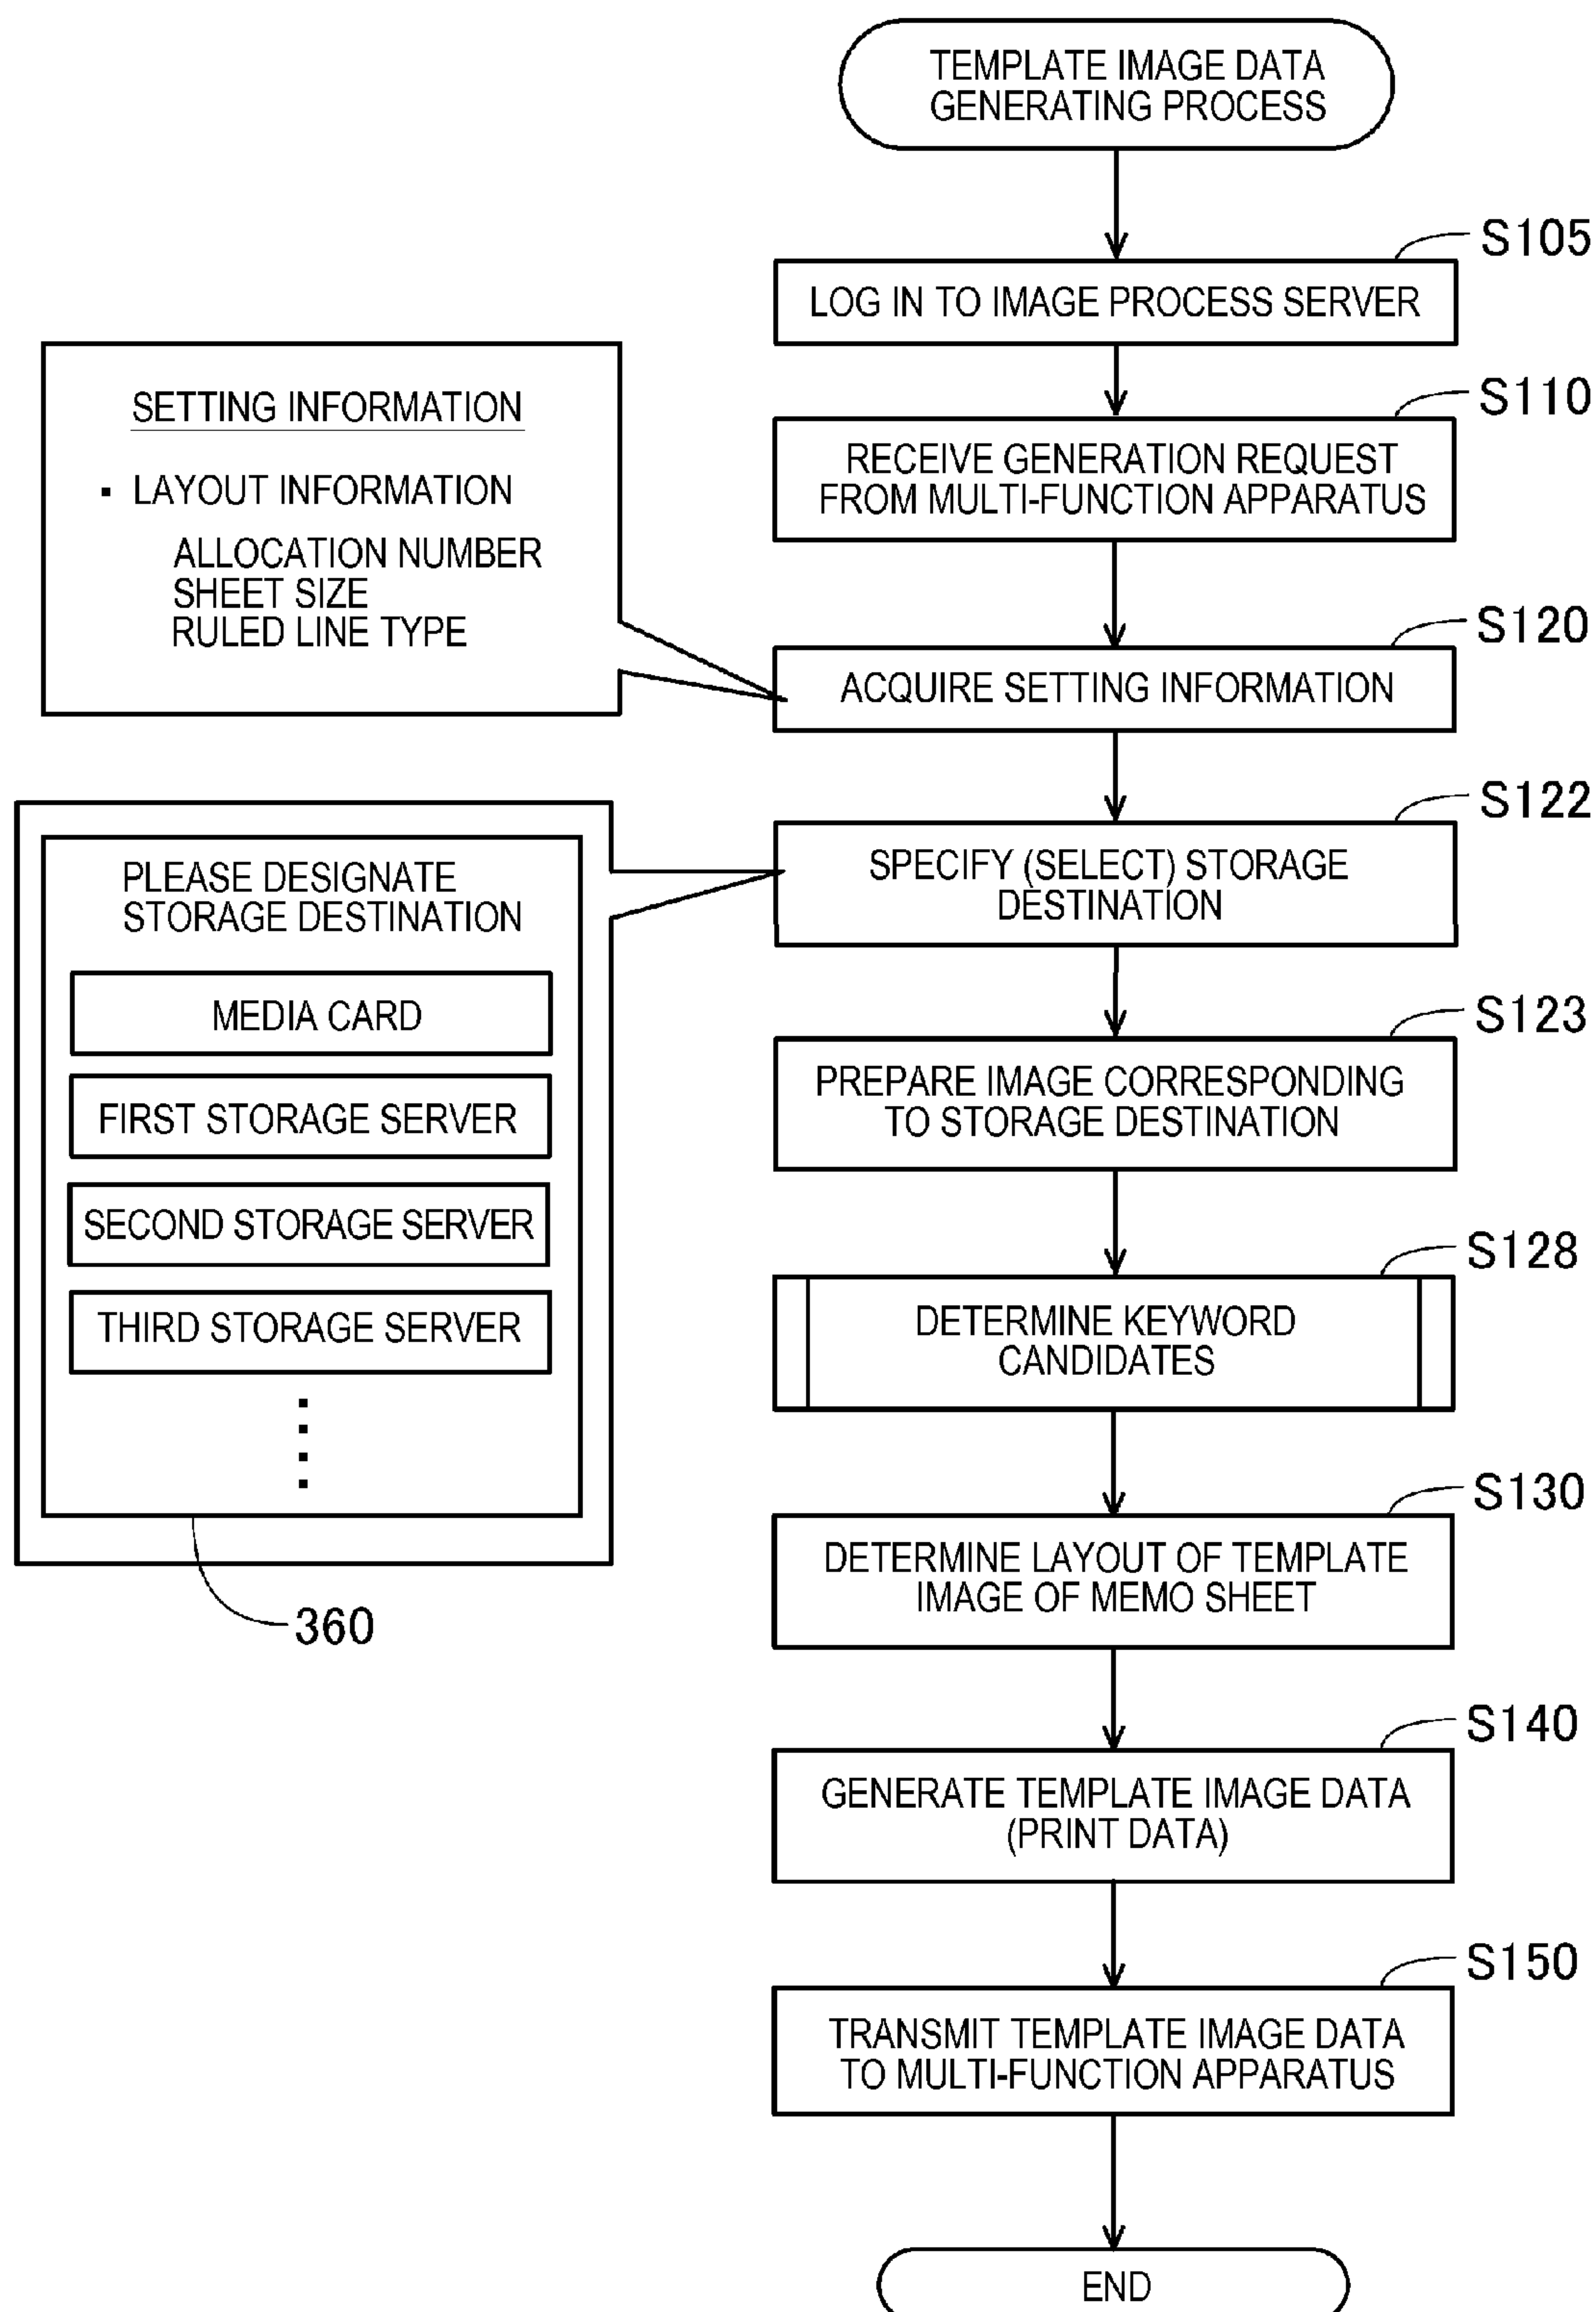 TEMPLATE IMAGE DATA
GENERATING PROCESS
S105
LOG IN TO IMAGE PROCESS SERVER
S110
RECEIVE GENERATION REQUEST
FROM MULTI-FUNCTION APPARATUS
SETTING INFORMATION
▪ LAYOUT INFORMATION
ALLOCATION NUMBER
SHEET SIZE
RULED LINE TYPE
S120
ACQUIRE SETTING INFORMATION
S122
SPECIFY (SELECT) STORAGE
DESTINATION
PLEASE DESIGNATE
STORAGE DESTINATION
MEDIA CARD
FIRST STORAGE SERVER
SECOND STORAGE SERVER
THIRD STORAGE SERVER
360
S123
PREPARE IMAGE CORRESPONDING
TO STORAGE DESTINATION
S128
DETERMINE KEYWORD
CANDIDATES
S130
DETERMINE LAYOUT OF TEMPLATE
IMAGE OF MEMO SHEET
S140
GENERATE TEMPLATE IMAGE DATA
(PRINT DATA)
S150
TRANSMIT TEMPLATE IMAGE DATA
TO MULTI-FUNCTION APPARATUS
END